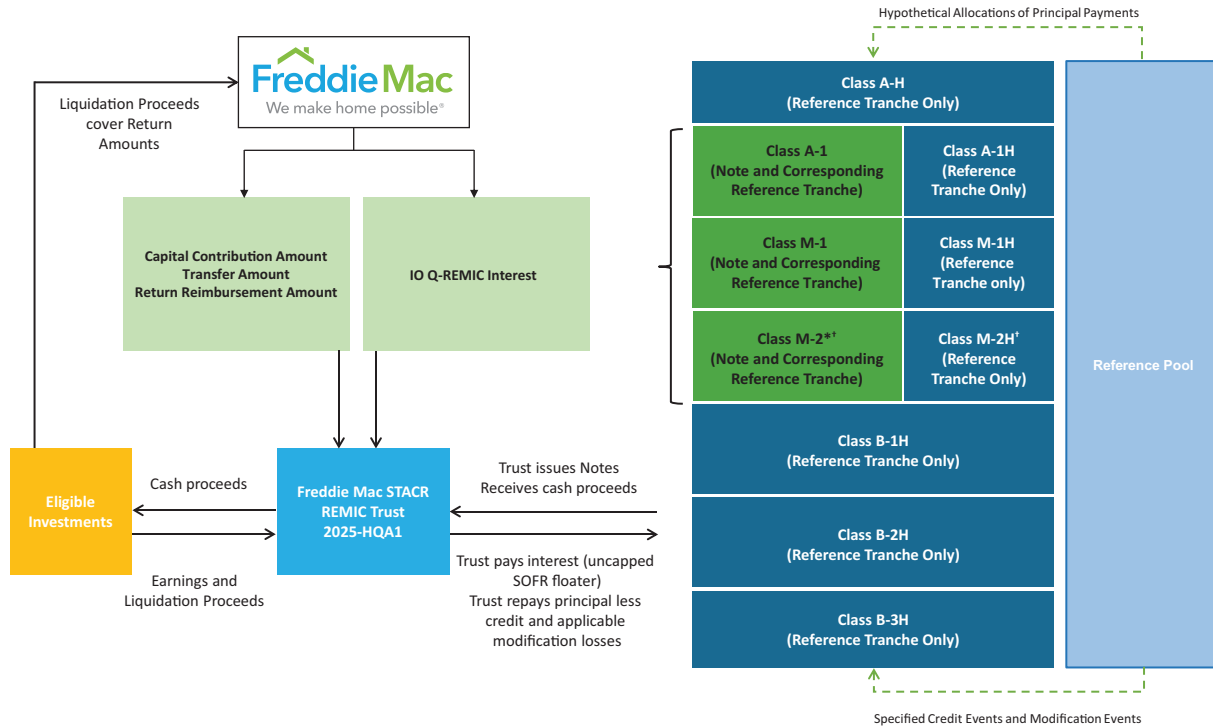 Hypothetical Allocations of Principal Payments
FreddieMac
We make home possible®
Liquidation Proceeds
cover Return
Amounts
Capital Contribution Amount
Transfer Amount
Return Reimbursement Amount
IO Q-REMIC Interest
Eligible
Investments
Cash proceeds
Earnings and
Liquidation Proceeds
Freddie Mac STACR
REMIC Trust
2025-HQA1
Trust issues Notes
Receives cash proceeds
Trust pays interest (uncapped
SOFR floater)
Trust repays principal less
credit and applicable
modification losses
Class A-H
(Reference Tranche Only)
Class A-1
(Note and Corresponding
Reference Tranche)
Class A-1H
(Reference
Tranche Only)
Class M-1
(Note and Corresponding
Reference Tranche)
Class M-1H
(Reference
Tranche only)
Class M-2*†
(Note and Corresponding
Reference Tranche)
Class M-2H†
(Reference
Tranche Only)
Class B-1H
(Reference Tranche Only)
Class B-2H
(Reference Tranche Only)
Class B-3H
(Reference Tranche Only)
Reference Pool
Specified Credit Events and Modification Events